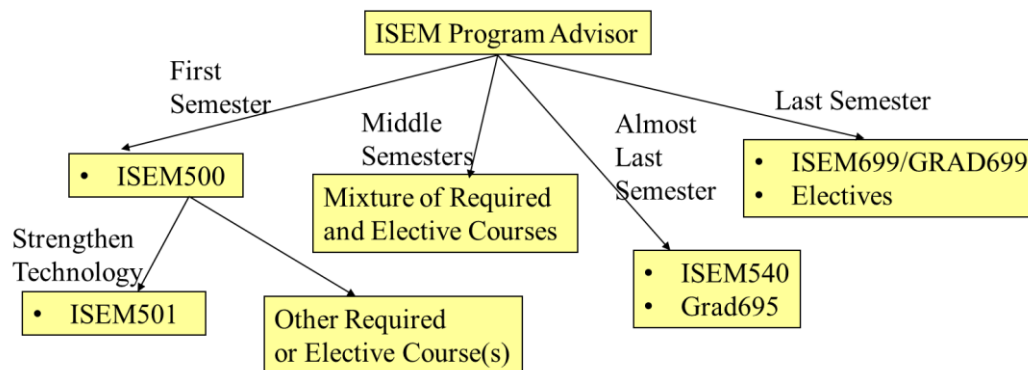 ISEM Program Advisor
First
Semester
Middle
Semesters
Almost
Last
Semester
Last Semester
• ISEM500
Mixture of Required
and Elective Courses
• ISEM699/GRAD699
• Electives
Strengthen
Technology
• ISEM501
Other Required
or Elective Course(s)
• ISEM540
• Grad695